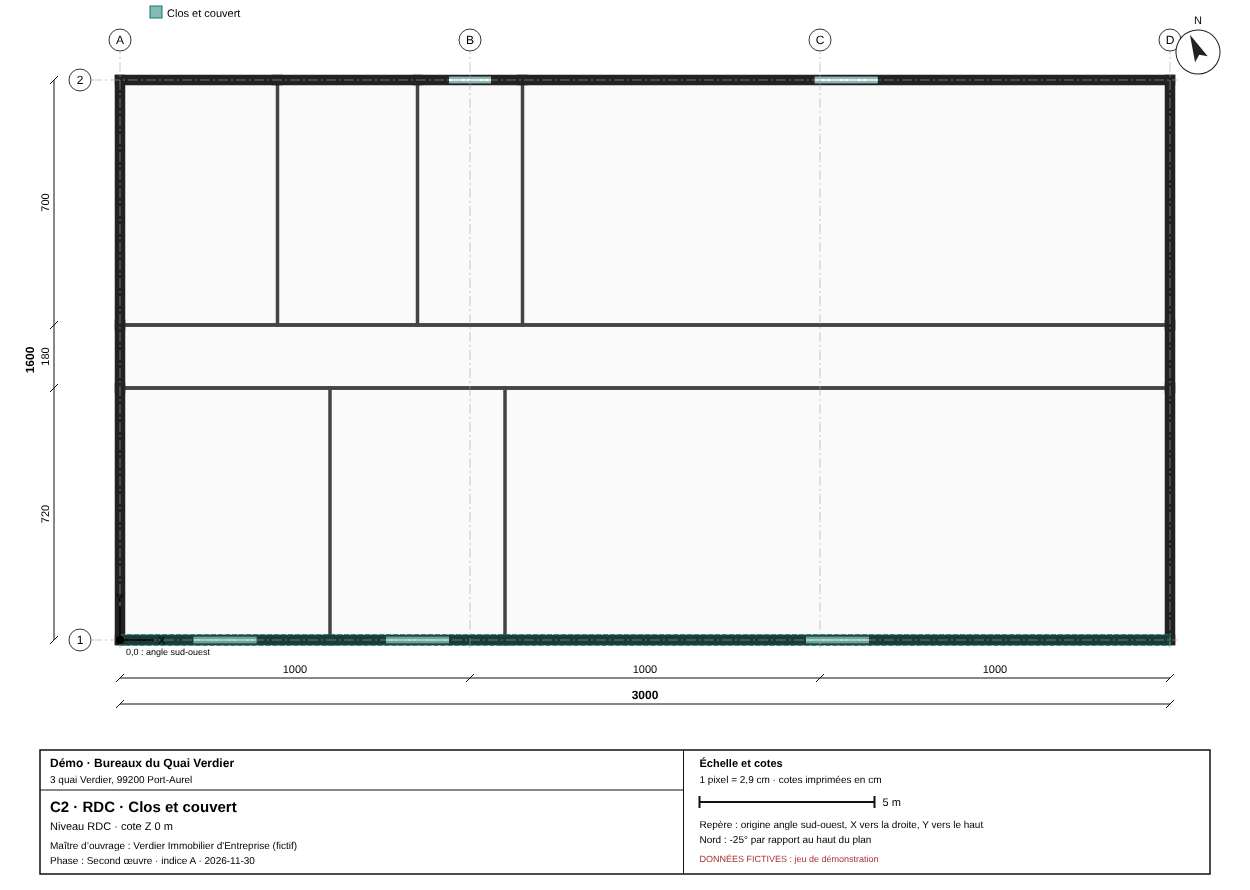 Clos et couvert
N
A
B
C
D
2
700
180
1600
720
1
X
0,0 : angle sud-ouest
1000
1000
1000
3000
Démo · Bureaux du Quai Verdier
3 quai Verdier, 99200 Port-Aurel
C2 · RDC · Clos et couvert
Niveau RDC · cote Z 0 m
Maître d'ouvrage : Verdier Immobilier d'Entreprise (fictif)
Phase : Second œuvre · indice A · 2026-11-30
Échelle et cotes
1 pixel = 2,9 cm · cotes imprimées en cm
5 m
Repère : origine angle sud-ouest, X vers la droite, Y vers le haut
Nord : -25° par rapport au haut du plan
DONNÉES FICTIVES : jeu de démonstration